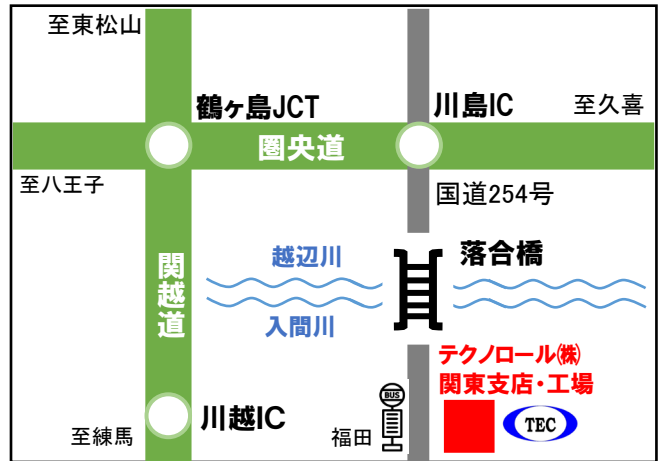 至東松山
鶴ヶ島JCT
川島IC
至久喜
圏央道
至八王子
国道254号
関越道
越辺川
落合橋
入間川
テクノロール㈱
関東支店・工場
BUS
TEC
川越IC
福田
至練馬